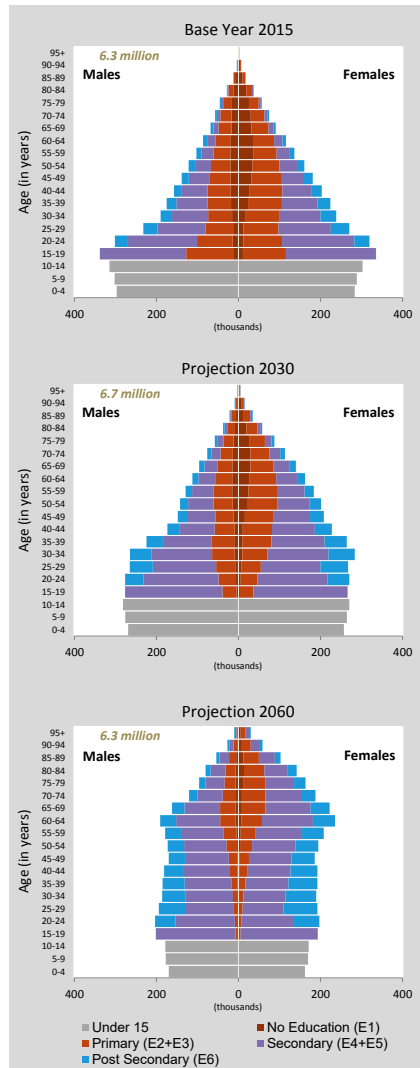 Base Year 2015
6.3 million
Males
Females
Age (in years)
95+
90-94
85-89
80-84
75-79
70-74
65-69
60-64
55-59
50-54
45-49
40-44
35-39
30-34
25-29
20-24
15-19
10-14
5-9
0-4
400 200 0 200 400
(thousands)
Projection 2030
6.7 million
Males
Females
Age (in years)
95+
90-94
85-89
80-84
75-79
70-74
65-69
60-64
55-59
50-54
45-49
40-44
35-39
30-34
25-29
20-24
15-19
10-14
5-9
0-4
400 200 0 200 400
(thousands)
Projection 2060
6.3 million
Males
Females
Age (in years)
95+
90-94
85-89
80-84
75-79
70-74
65-69
60-64
55-59
50-54
45-49
40-44
35-39
30-34
25-29
20-24
15-19
10-14
5-9
0-4
400 200 0 200 400
(thousands)
Under 15 No Education (E1)
Primary (E2+E3) Secondary (E4+E5)
Post Secondary (E6)